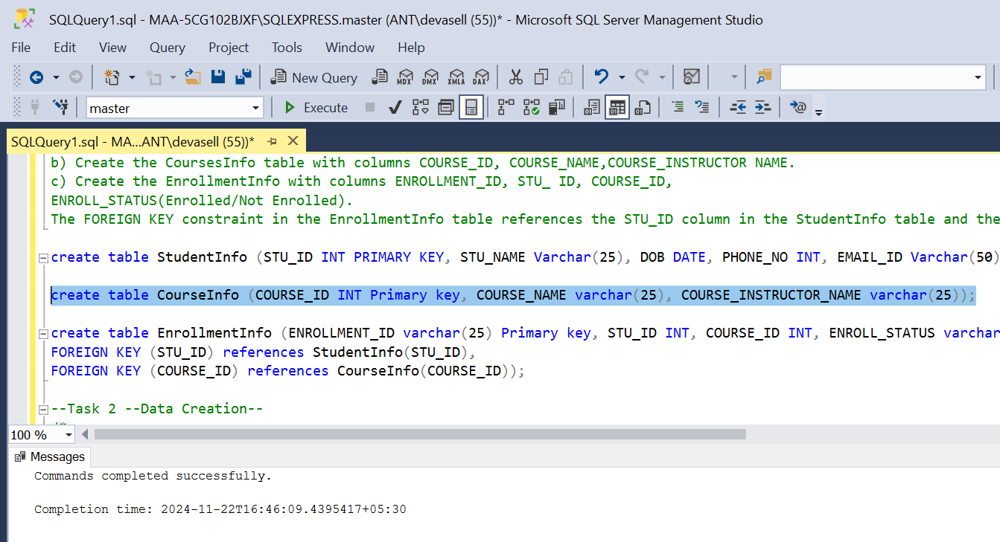 SQLQuery1.sql - MAA-5CG102BJXF\SQLEXPRESS.master (ANT\devasell (55))* - Microsoft SQL Server Management Studio
File Edit View Query Project Tools Window Help
New Query MDX DMX XMLA DAX
master Execute
SQLQuery1.sql - MA...ANT\devasell (55))*
b) Create the CoursesInfo table with columns COURSE_ID, COURSE_NAME,COURSE_INSTRUCTOR NAME.
c) Create the EnrollmentInfo with columns ENROLLMENT_ID, STU_ ID, COURSE_ID,
ENROLL_STATUS(Enrolled/Not Enrolled).
The FOREIGN KEY constraint in the EnrollmentInfo table references the STU_ID column in the StudentInfo table and the
create table StudentInfo (STU_ID INT PRIMARY KEY, STU_NAME Varchar(25), DOB DATE, PHONE_NO INT, EMAIL_ID Varchar(50)
create table CourseInfo (COURSE_ID INT Primary key, COURSE_NAME varchar(25), COURSE_INSTRUCTOR_NAME varchar(25));
create table EnrollmentInfo (ENROLLMENT_ID varchar(25) Primary key, STU_ID INT, COURSE_ID INT, ENROLL_STATUS varchar
FOREIGN KEY (STU_ID) references StudentInfo(STU_ID),
FOREIGN KEY (COURSE_ID) references CourseInfo(COURSE_ID));
--Task 2 --Data Creation--
100 %
Messages
Commands completed successfully.
Completion time: 2024-11-22T16:46:09.4395417+05:30